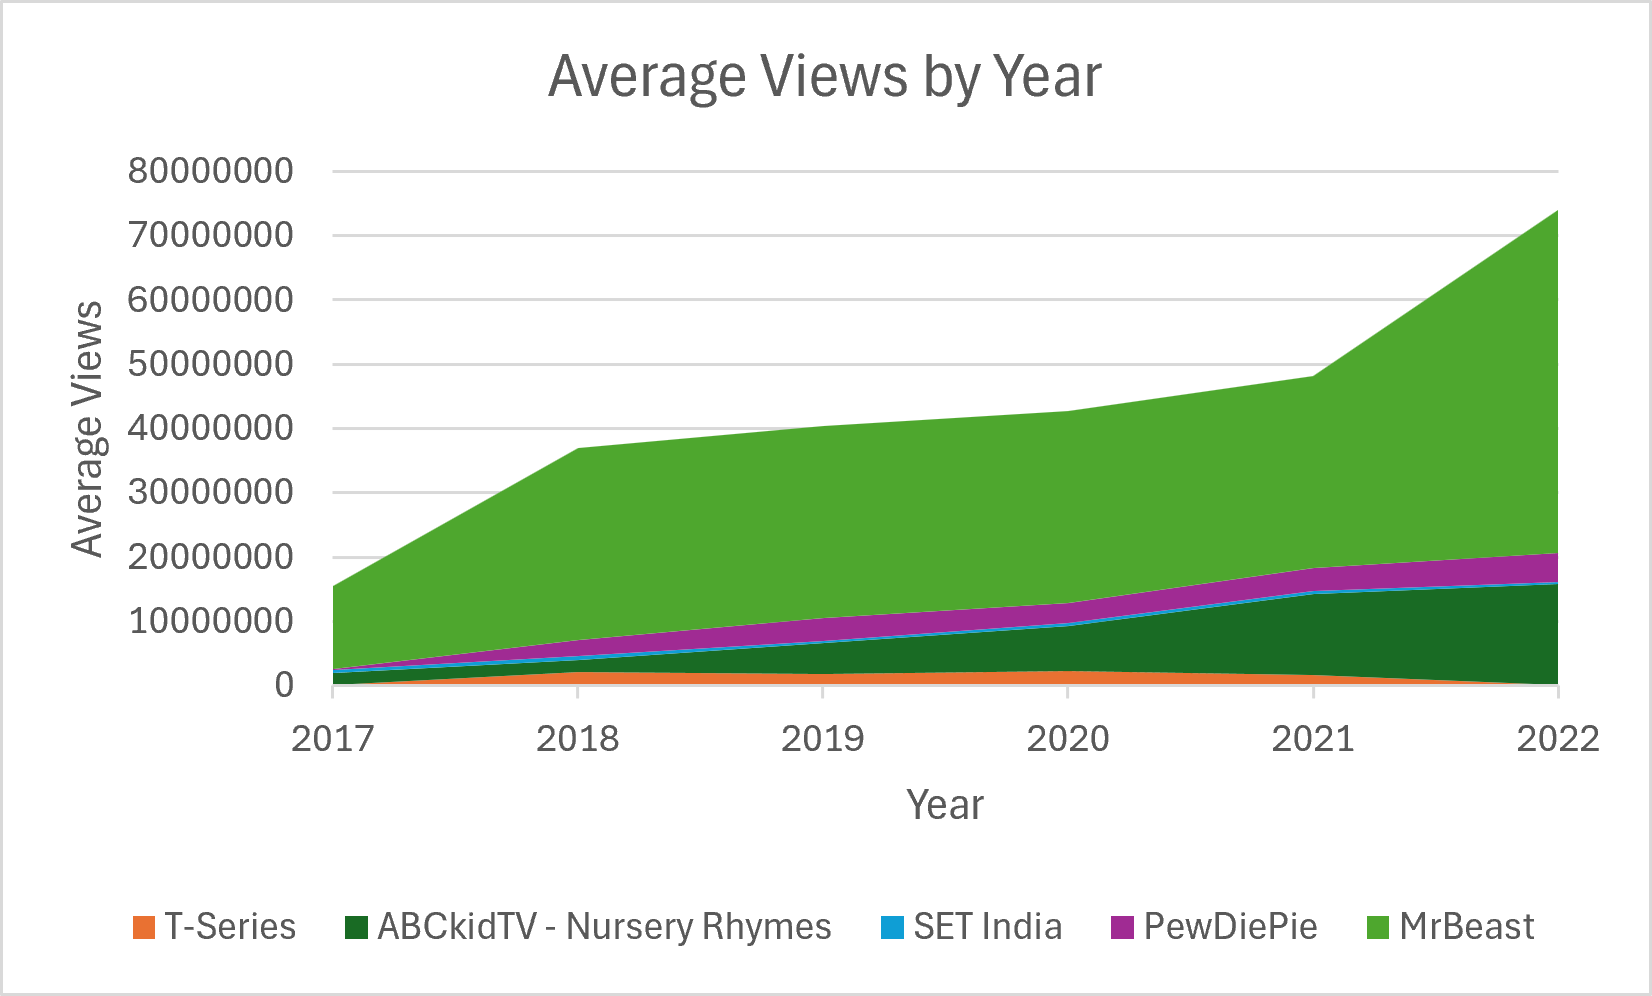 Average Views by Year
80000000
70000000
60000000
50000000
40000000
30000000
20000000
10000000
0
Average Views
2017 2018 2019 2020 2021 2022
Year
T-Series ABCkidTV - Nursery Rhymes SET India PewDiePie MrBeast